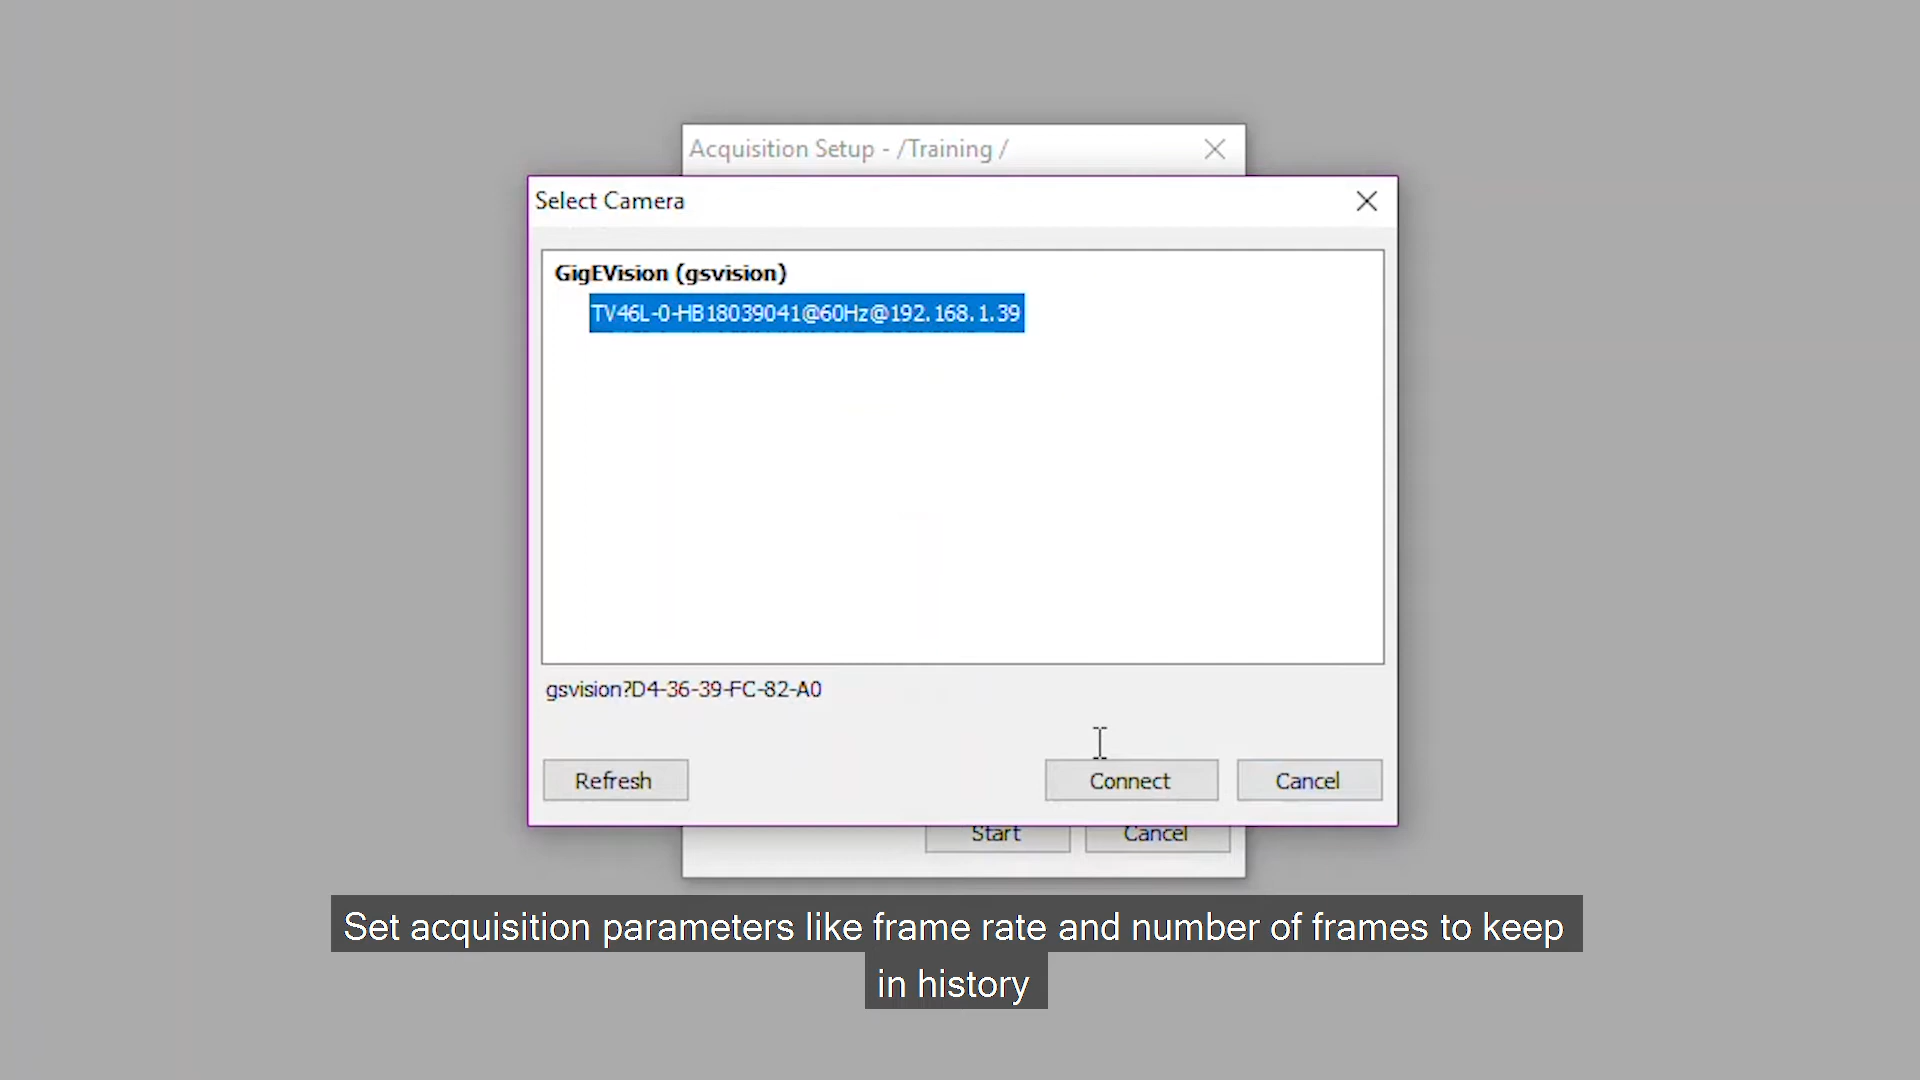 Acquisition Setup - /Training /
Select Camera
GigEVision (gsvision)
TV46L-0-HB18039041@60Hz@192.168.1.39
gsvision?D4-36-39-FC-82-A0
Refresh
Connect
Cancel
Start
Cancel
Set acquisition parameters like frame rate and number of frames to keep
in history